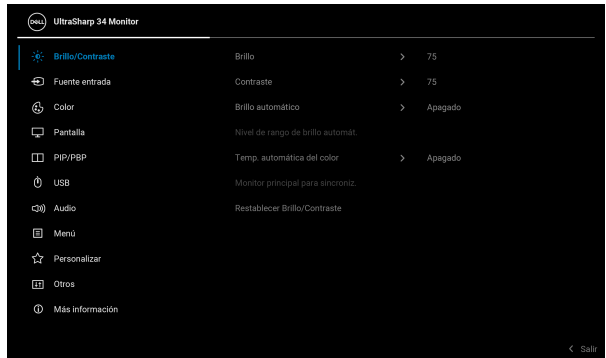 DELL UltraSharp 34 Monitor
Brillo/Contraste Brillo > 75
Fuente entrada Contraste > 75
Color Brillo automático > Apagado
Pantalla Nivel de rango de brillo automát.
PIP/PBP Temp. automática del color > Apagado
USB Monitor principal para sincroniz.
Audio Restablecer Brillo/Contraste
Menú
Personalizar
Otros
Más información
< Salir